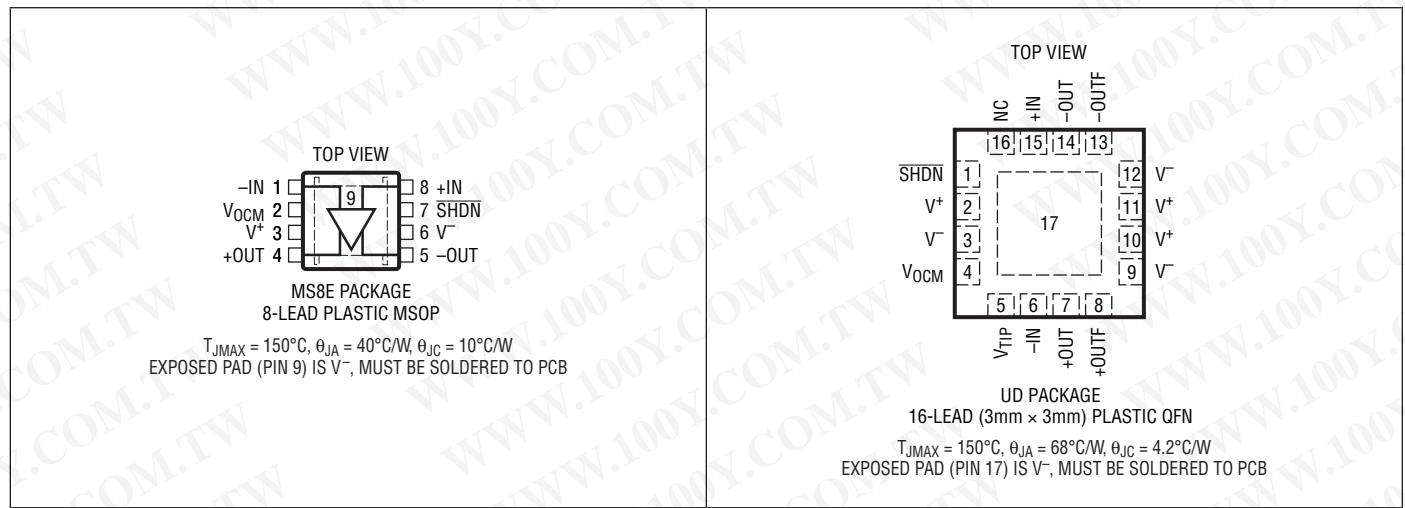 TOP VIEW
–IN 1
VOCM 2
V+ 3
+OUT 4
9
8 +IN
7 SHDN
6 V–
5 –OUT
MS8E PACKAGE
8-LEAD PLASTIC MSOP
TJMAX = 150°C, θJA = 40°C/W, θJC = 10°C/W
EXPOSED PAD (PIN 9) IS V–, MUST BE SOLDERED TO PCB
TOP VIEW
NC
+IN
–OUT
–OUTF
16 15 14 13
SHDN 1
V+ 2
V– 3
VOCM 4
17
12 V–
11 V+
10 V+
9 V–
5 6 7 8
VTIP
–IN
+OUT
+OUTF
UD PACKAGE
16-LEAD (3mm × 3mm) PLASTIC QFN
TJMAX = 150°C, θJA = 68°C/W, θJC = 4.2°C/W
EXPOSED PAD (PIN 17) IS V–, MUST BE SOLDERED TO PCB
WWW.100Y.COM.TW